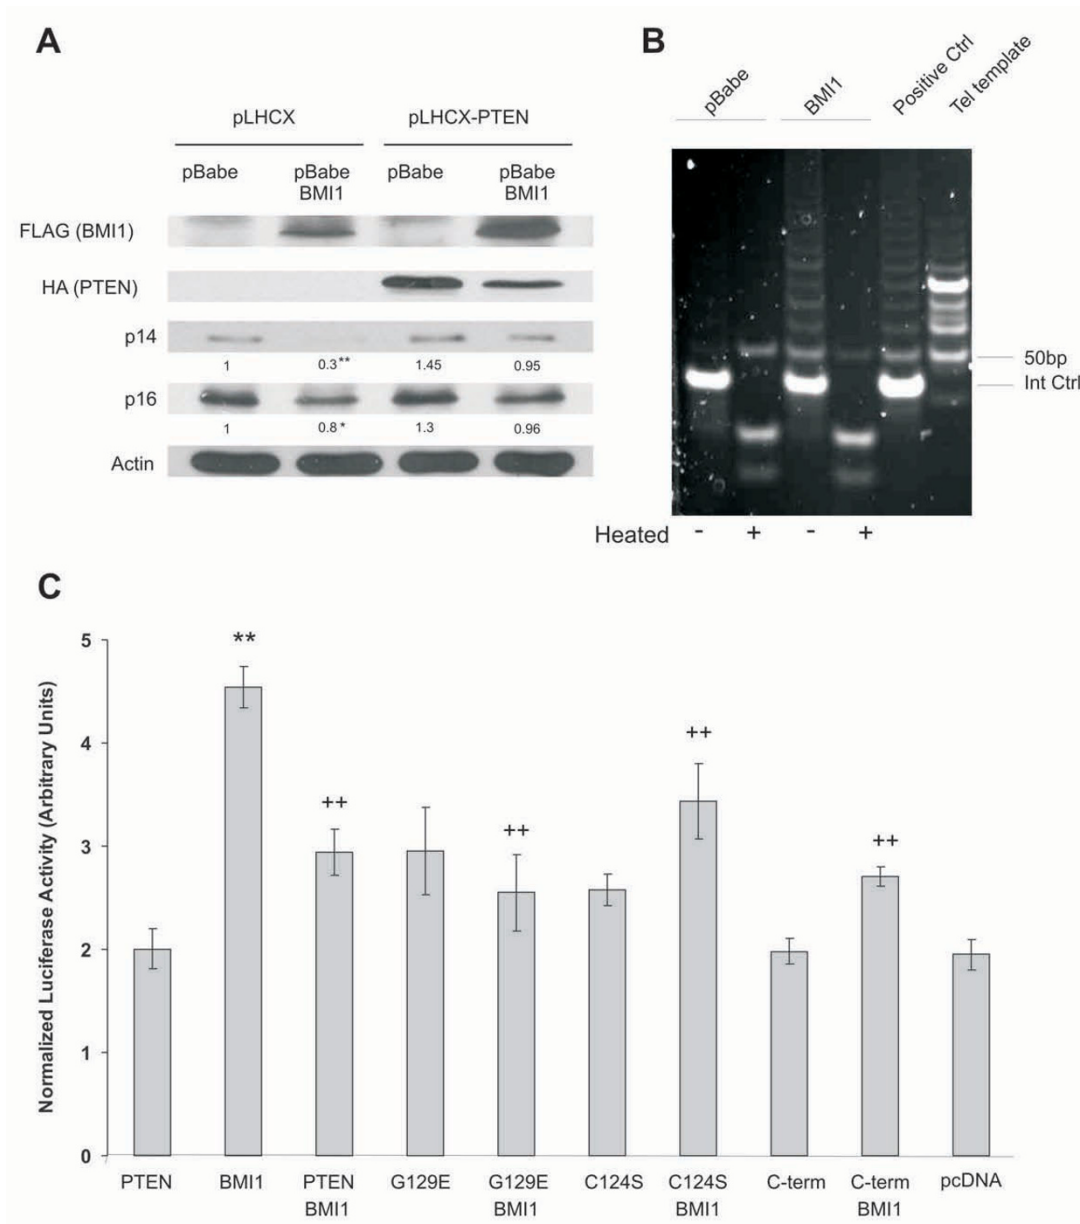 A
pLHCX pLHCX-PTEN
pBabe pBabe BMI1 pBabe pBabe BMI1
FLAG (BMI1)
HA (PTEN)
p14
1 0.3** 1.45 0.95
p16
1 0.8* 1.3 0.96
Actin
B
pBabe BMI1 Positive Ctrl Tel template
50bp
Int Ctrl
Heated - + - +
C
Normalized Luciferase Activity (Arbitrary Units)
5
4
3
2
1
0
** ++ ++ ++ ++
PTEN BMI1 PTEN BMI1 G129E G129E BMI1 C124S C124S BMI1 C-term C-term BMI1 pcDNA